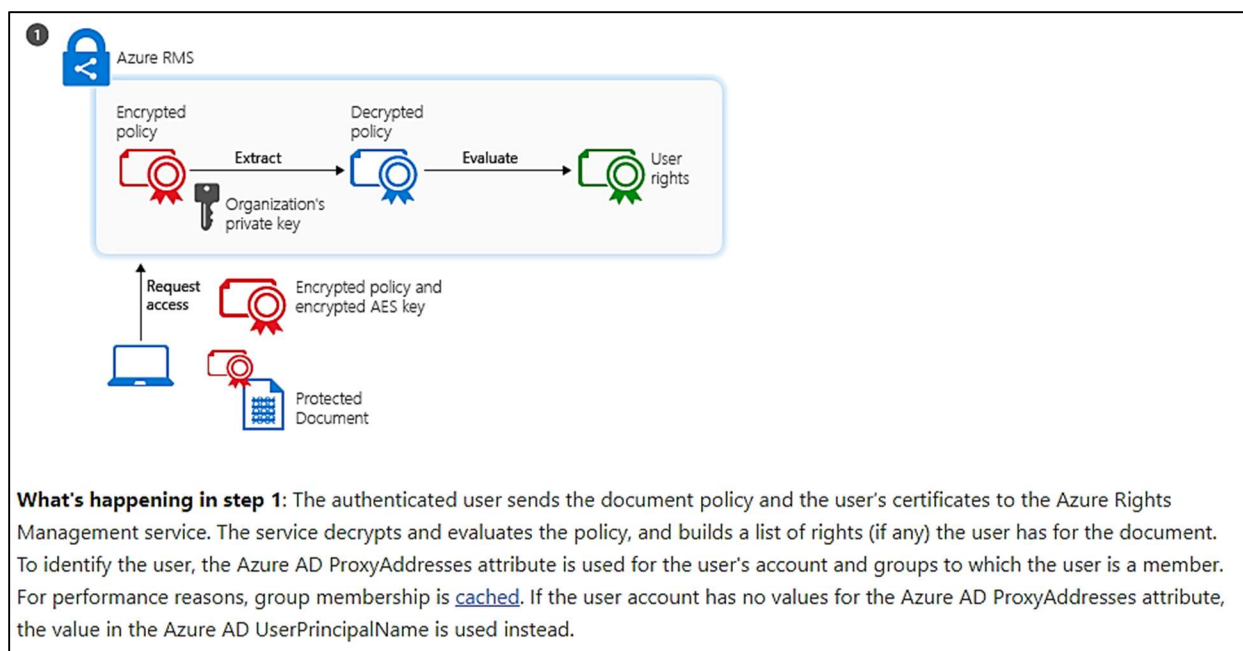 1
Azure RMS
Encrypted
policy
Extract
Organization's
private key
Decrypted
policy
Evaluate
User
rights
Request
access
Encrypted policy and
encrypted AES key
Protected
Document
What's happening in step 1: The authenticated user sends the document policy and the user's certificates to the Azure Rights
Management service. The service decrypts and evaluates the policy, and builds a list of rights (if any) the user has for the document.
To identify the user, the Azure AD ProxyAddresses attribute is used for the user's account and groups to which the user is a member.
For performance reasons, group membership is cached. If the user account has no values for the Azure AD ProxyAddresses attribute,
the value in the Azure AD UserPrincipalName is used instead.